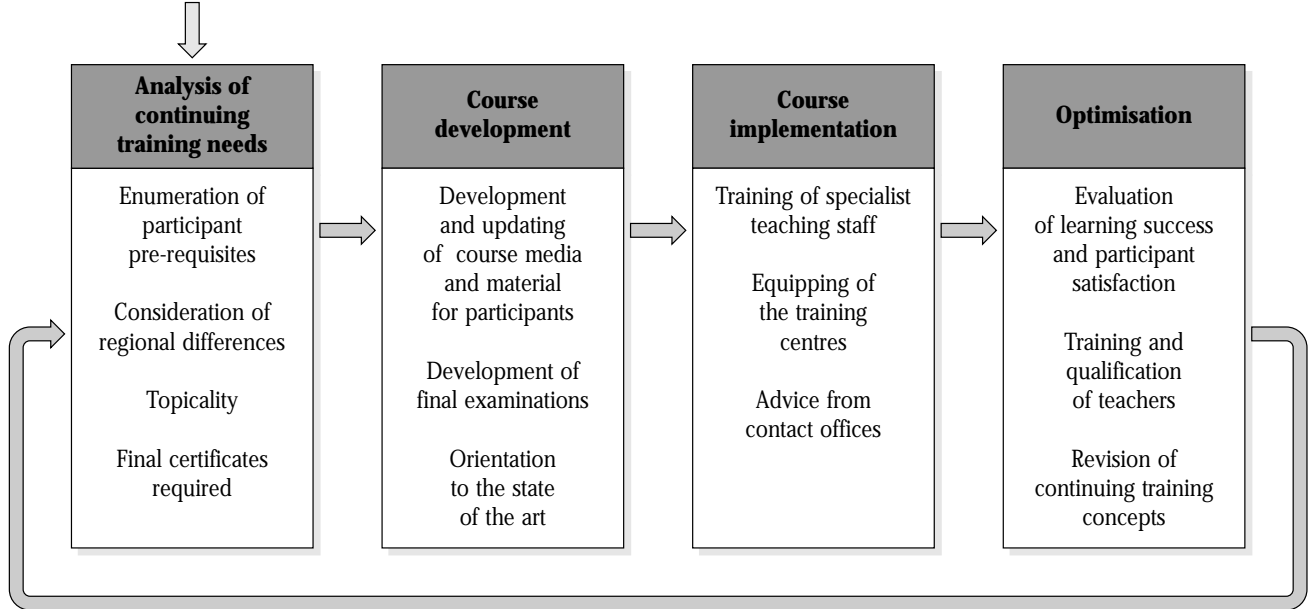 Analysis of
continuing
training needs
Enumeration of
participant
pre-requisites
Consideration of
regional differences
Topicality
Final certificates
required
Course
development
Development
and updating
of course media
and material
for participants
Development of
final examinations
Orientation
to the state
of the art
Course
implementation
Training of specialist
teaching staff
Equipping of
the training
centres
Advice from
contact offices
Optimisation
Evaluation
of learning success
and participant
satisfaction
Training and
qualification
of teachers
Revision of
continuing training
concepts